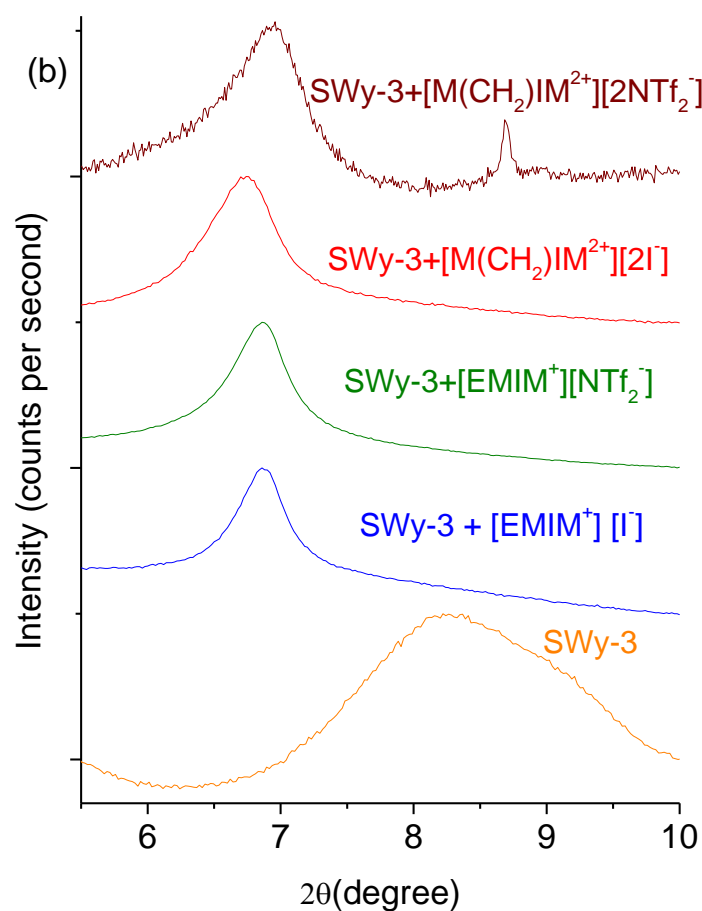 (b)
SWy-3+[M(CH₂)IM²⁺][2NTf₂⁻]
SWy-3+[M(CH₂)IM²⁺][2I⁻]
SWy-3+[EMIM⁺][NTf₂⁻]
SWy-3 + [EMIM⁺] [I⁻]
SWy-3
Intensity (counts per second)
6 7 8 9 10
2θ(degree)